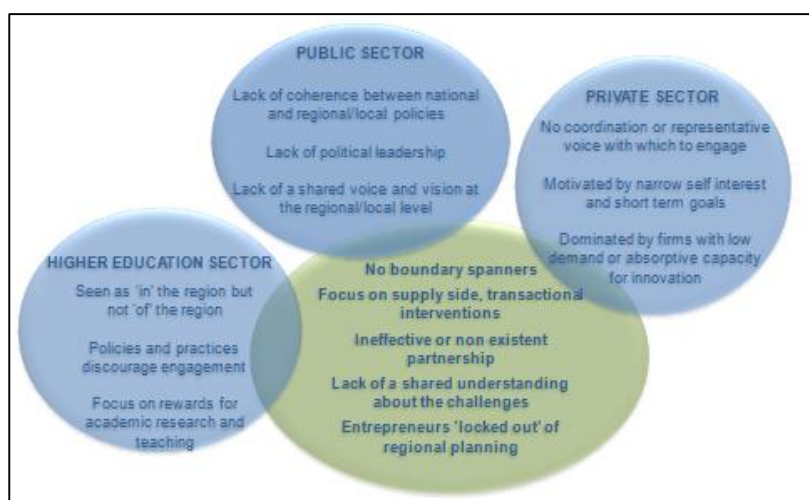 PUBLIC SECTOR
Lack of coherence between national
and regional/local policies
Lack of political leadership
Lack of a shared voice and vision at
the regional/local level
PRIVATE SECTOR
No coordination or representative
voice with which to engage
Motivated by narrow self interest
and short term goals
Dominated by firms with low
demand or absorptive capacity
for innovation
HIGHER EDUCATION SECTOR
Seen as 'in' the region but
not 'of' the region
Policies and practices
discourage engagement
Focus on rewards for
academic research and
teaching
No boundary spanners
Focus on supply side, transactional
interventions
Ineffective or non existent
partnership
Lack of a shared understanding
about the challenges
Entrepreneurs 'locked out' of
regional planning